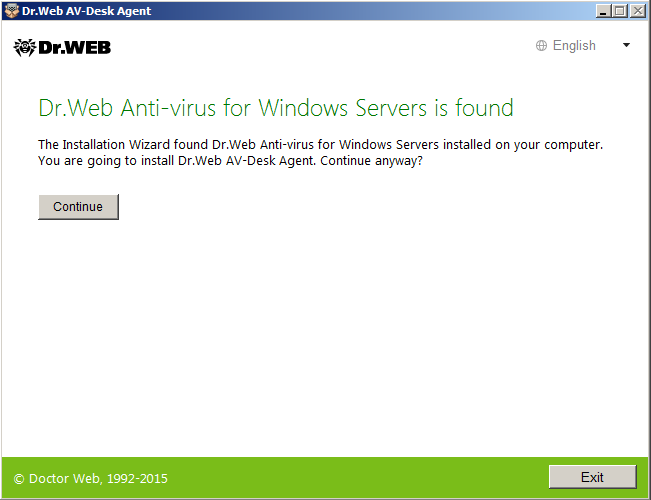 Dr.Web AV-Desk Agent
Dr.WEB
English
Dr.Web Anti-virus for Windows Servers is found
The Installation Wizard found Dr.Web Anti-virus for Windows Servers installed on your computer.
You are going to install Dr.Web AV-Desk Agent. Continue anyway?
Continue
© Doctor Web, 1992-2015
Exit